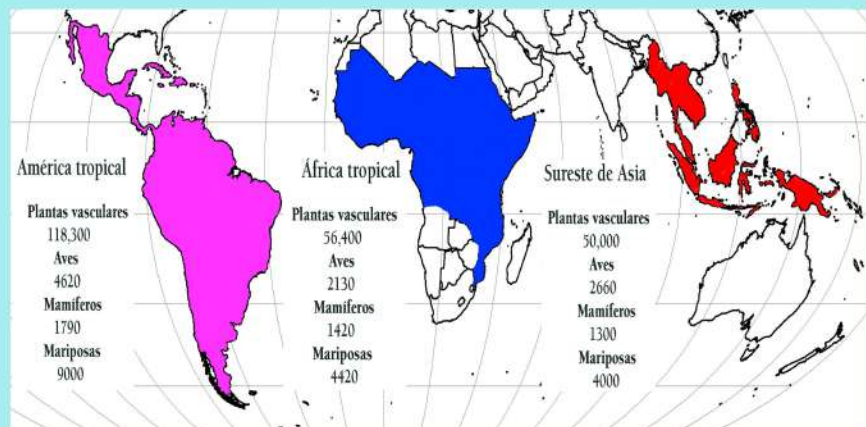 América tropical
Plantas vasculares
118,300
Aves
4620
Mamíferos
1790
Mariposas
9000
África tropical
Plantas vasculares
56,400
Aves
2130
Mamíferos
1420
Mariposas
4420
Sureste de Asia
Plantas vasculares
50,000
Aves
2660
Mamíferos
1300
Mariposas
4000